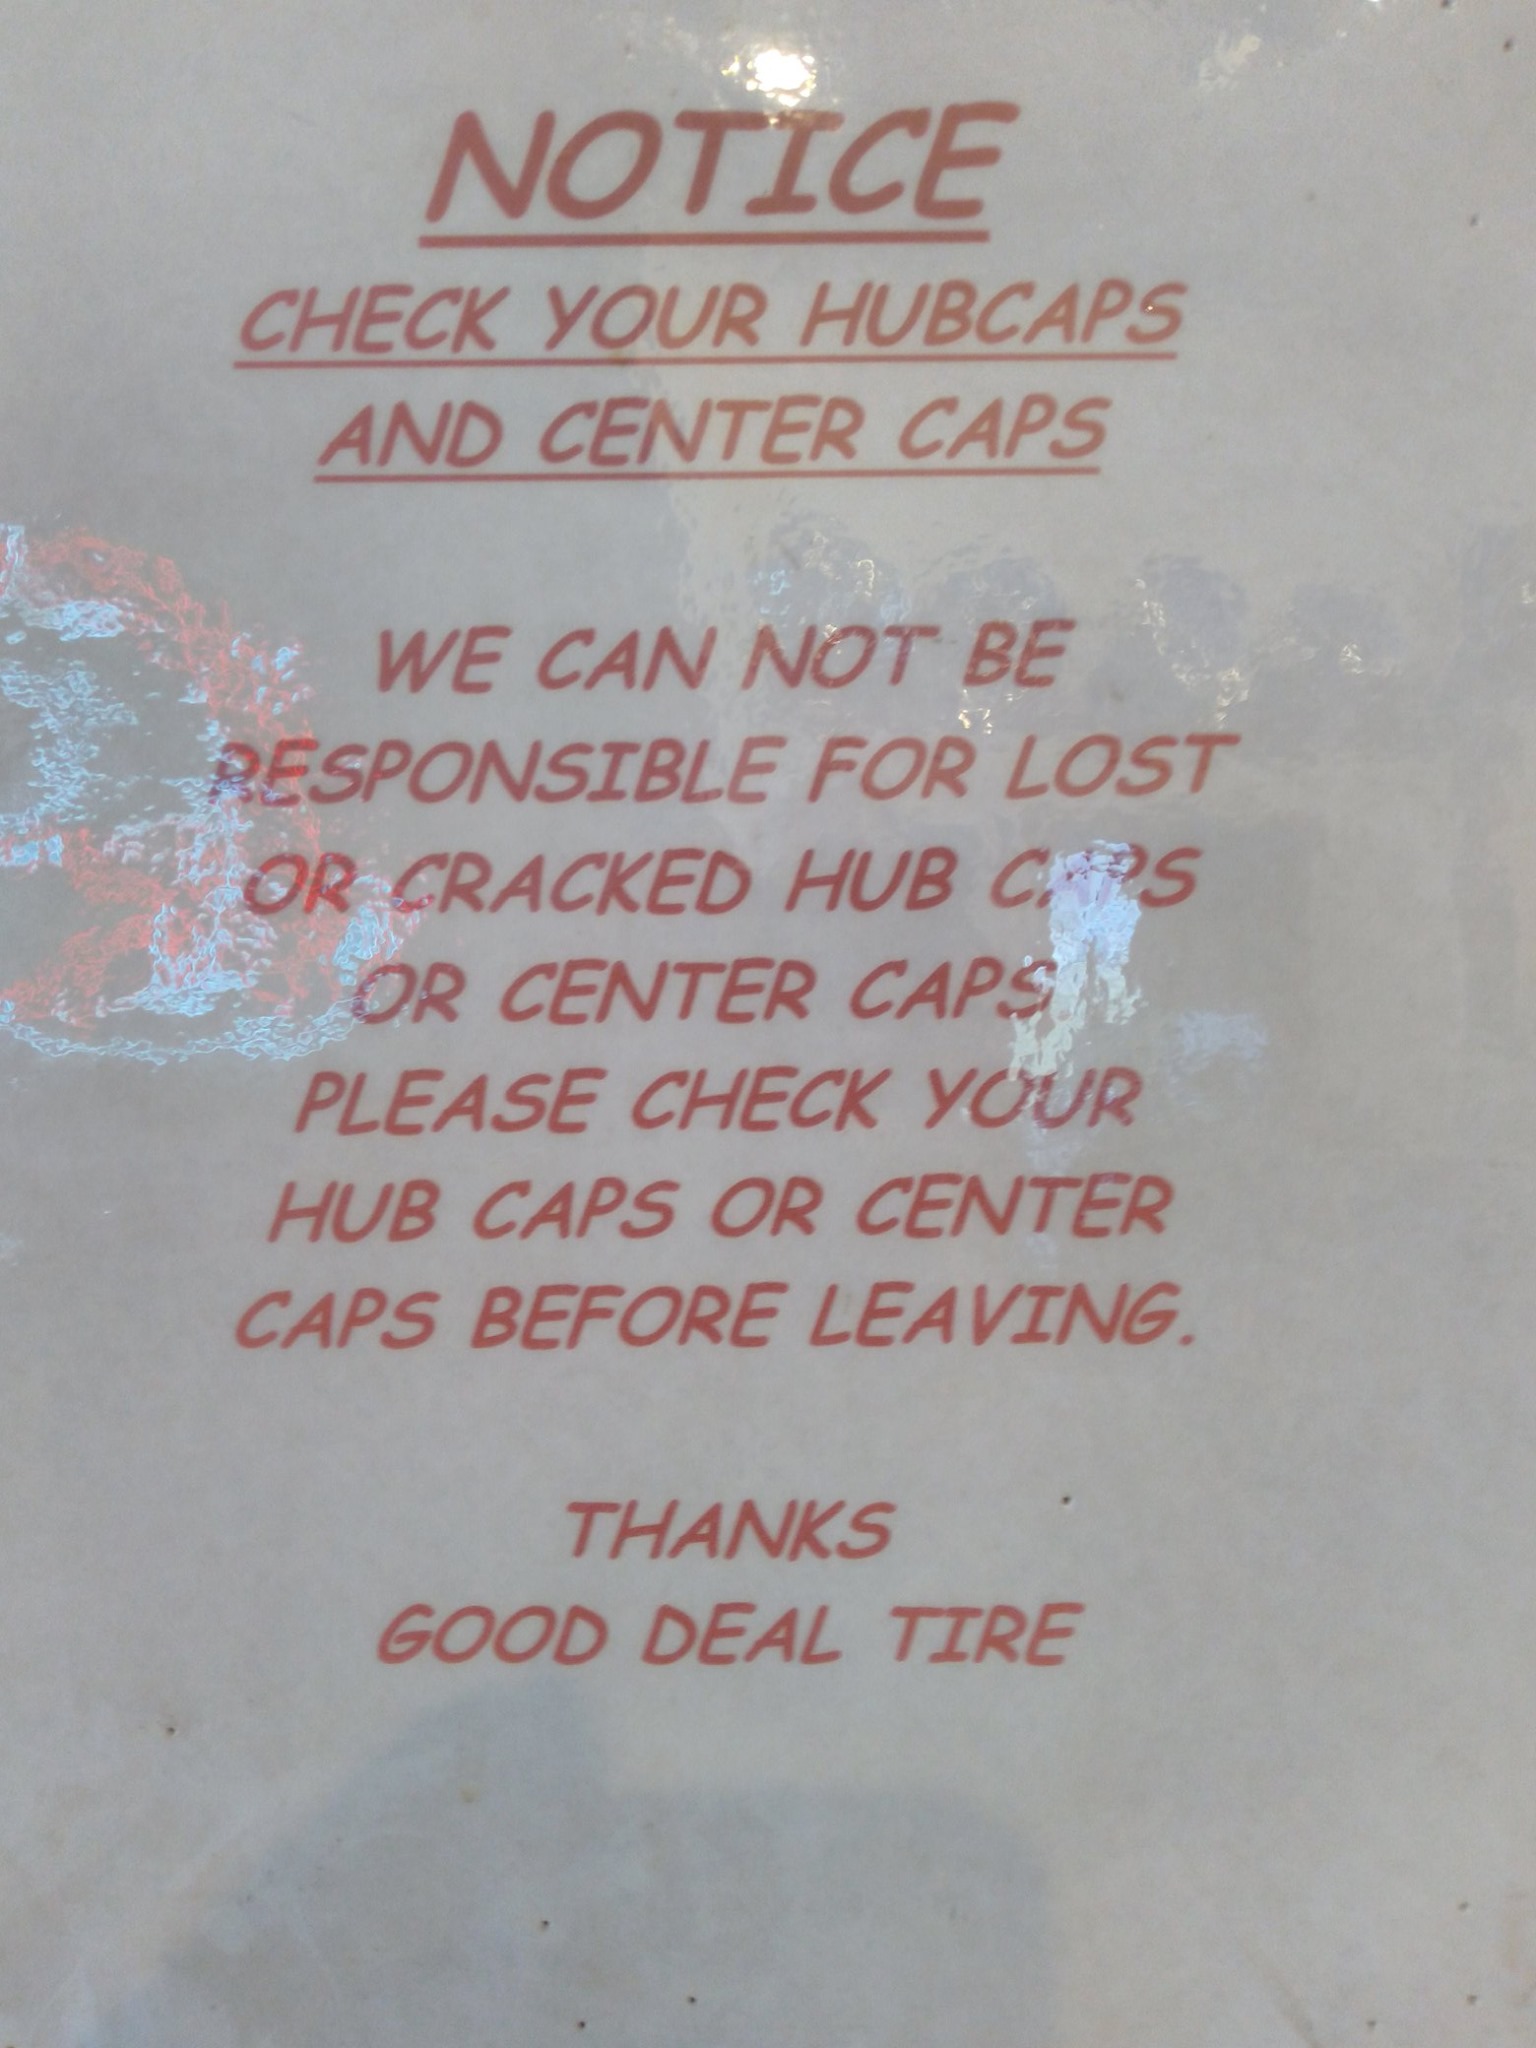 NOTICE
CHECK YOUR HUBCAPS
AND CENTER CAPS
WE CAN NOT BE
RESPONSIBLE FOR LOST
OR CRACKED HUB CAPS
OR CENTER CAPS
PLEASE CHECK YOUR
HUB CAPS OR CENTER
CAPS BEFORE LEAVING.
THANKS
GOOD DEAL TIRE